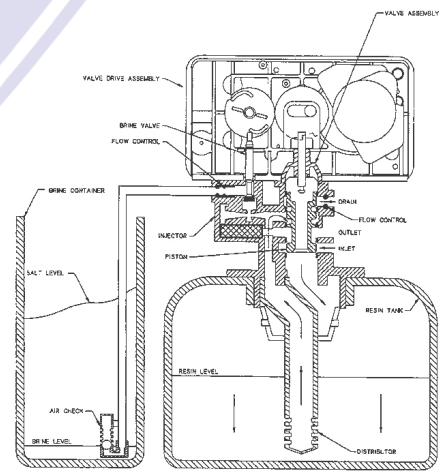 VALVE ASSEMBLY
VALVE DRIVE ASSEMBLY
BRINE VALVE
FLOW CONTROL
BRINE CONTAINER
DRAIN
FLOW CONTROL
INJECTOR
OUTLET
PISTON
INLET
SALT LEVEL
RESIN TANK
RESIN LEVEL
AIR CHECK
BRINE LEVEL
DISTRIBUTOR